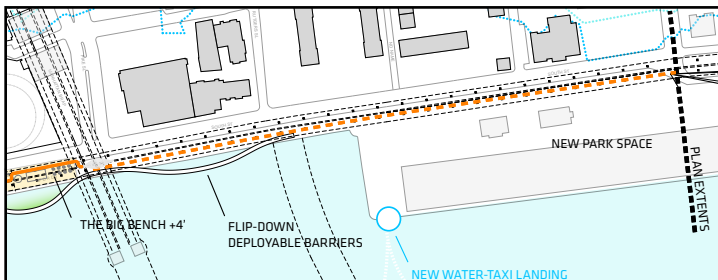 NEW PARK SPACE
PLAN EXTENTS
THE BIG BENCH +4'
FLIP-DOWN
DEPLOYABLE BARRIERS
NEW WATER-TAXI LANDING